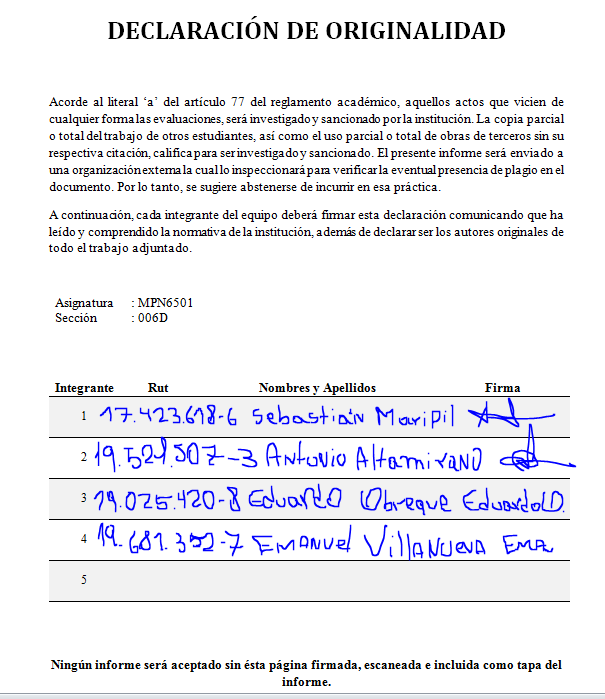 DECLARACIÓN DE ORIGINALIDAD
Acorde al literal ‘a’ del artículo 77 del reglamento académico, aquellos actos que vicien de
cualquier forma las evaluaciones, será investigado y sancionado por la institución. La copia parcial
o total del trabajo de otros estudiantes, así como el uso parcial o total de obras de terceros sin su
respectiva citación, califica para ser investigado y sancionado. El presente informe será enviado a
una organización externa la cual lo inspeccionará para verificar la eventual presencia de plagio en el
documento. Por lo tanto, se sugiere abstenerse de incurrir en esa práctica.
A continuación, cada integrante del equipo deberá firmar esta declaración comunicando que ha
leído y comprendido la normativa de la institución, además de declarar ser los autores originales de
todo el trabajo adjuntado.
Asignatura : MPN6501
Sección : 006D
Integrante Rut Nombres y Apellidos Firma
1 17.423.618-6 Sebastián Maripil
2 19.521.507-3 Antonio Altamirano
3 19.025.420-8 Eduardo Obreque Eduardo O.
4 19.681.352-7 Emanuel Villanueva Ema
5
Ningún informe será aceptado sin ésta página firmada, escaneada e incluida como tapa del
informe.